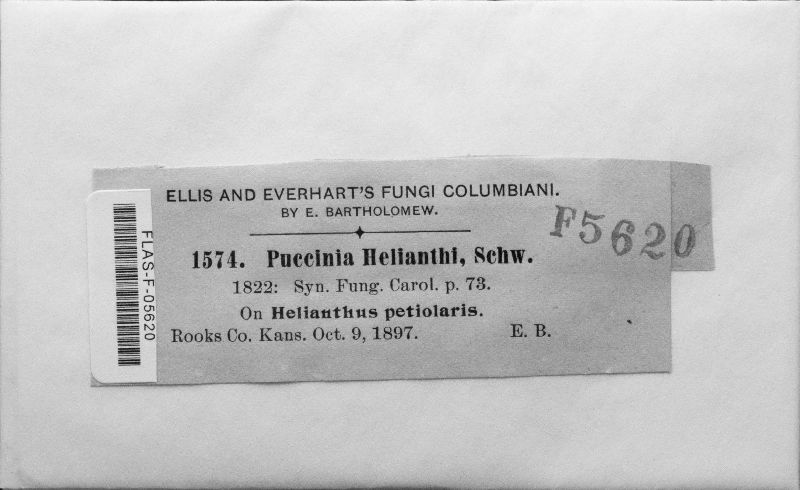 ELLIS AND EVERHART'S FUNGI COLUMBIANI.
BY E. BARTHOLOMEW.
F5620
1574. Puccinia Helianthi, Schw.
1822: Syn. Fung. Carol. p. 73.
On Helianthus petiolaris.
Rooks Co. Kans. Oct. 9, 1897. E. B.
FLAS-F-05620